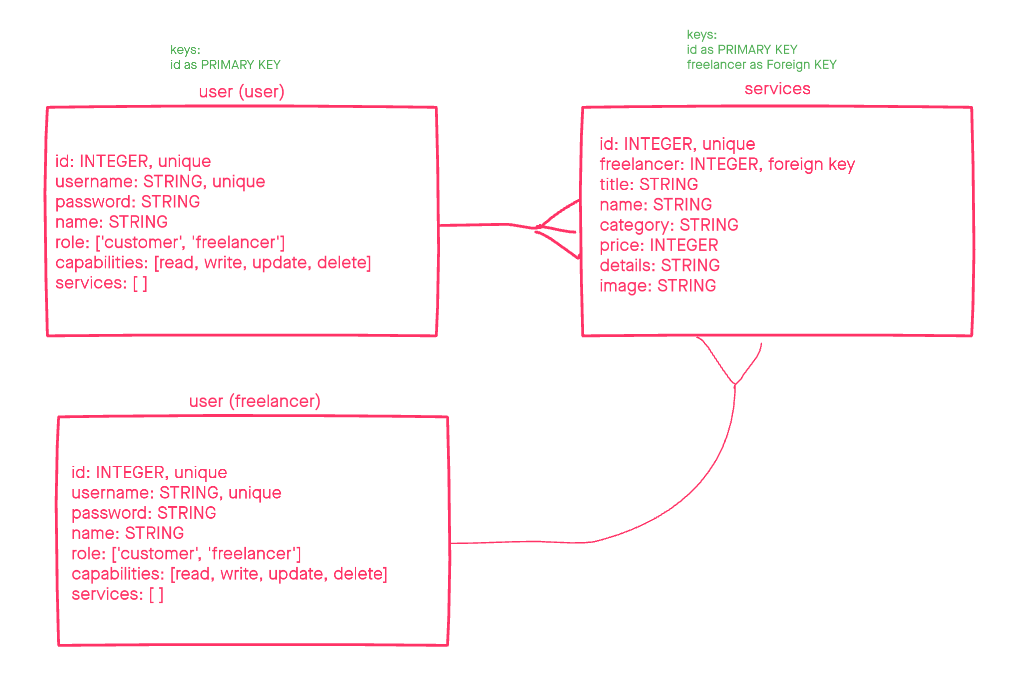 keys:
id as PRIMARY KEY
user (user)
id: INTEGER, unique
username: STRING, unique
password: STRING
name: STRING
role: ['customer', 'freelancer']
capabilities: [read, write, update, delete]
services: [ ]
keys:
id as PRIMARY KEY
freelancer as Foreign KEY
services
id: INTEGER, unique
freelancer: INTEGER, foreign key
title: STRING
name: STRING
category: STRING
price: INTEGER
details: STRING
image: STRING
user (freelancer)
id: INTEGER, unique
username: STRING, unique
password: STRING
name: STRING
role: ['customer', 'freelancer']
capabilities: [read, write, update, delete]
services: [ ]